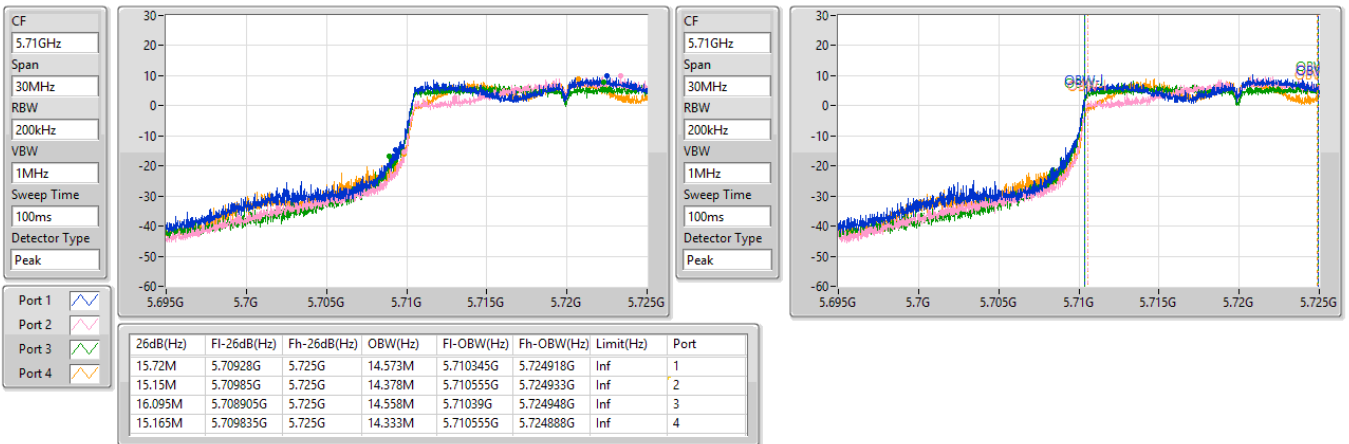 CF
5.71GHz
Span
30MHz
RBW
200kHz
VBW
1MHz
Sweep Time
100ms
Detector Type
Peak
30
20
10
0
-10
-20
-30
-40
-50
-60
5.695G 5.7G 5.705G 5.71G 5.715G 5.72G 5.725G
CF
5.71GHz
Span
30MHz
RBW
200kHz
VBW
1MHz
Sweep Time
100ms
Detector Type
Peak
30
20
10
0
-10
-20
-30
-40
-50
-60
OBW-l
OBW
5.695G 5.7G 5.705G 5.71G 5.715G 5.72G 5.725G
Port 1
Port 2
Port 3
Port 4
26dB(Hz) Fl-26dB(Hz) Fh-26dB(Hz) OBW(Hz) Fl-OBW(Hz) Fh-OBW(Hz) Limit(Hz) Port
15.72M 5.70928G 5.725G 14.573M 5.710345G 5.724918G Inf 1
15.15M 5.70985G 5.725G 14.378M 5.710555G 5.724933G Inf 2
16.095M 5.708905G 5.725G 14.558M 5.71039G 5.724948G Inf 3
15.165M 5.709835G 5.725G 14.333M 5.710555G 5.724888G Inf 4